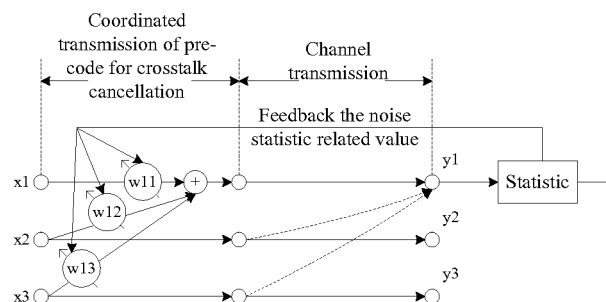 Coordinated
transmission of pre-
code for crosstalk
cancellation
Channel
transmission
Feedback the noise
statistic related value
x1
w11
+
y1
Statistic
w12
x2
y2
w13
x3
y3